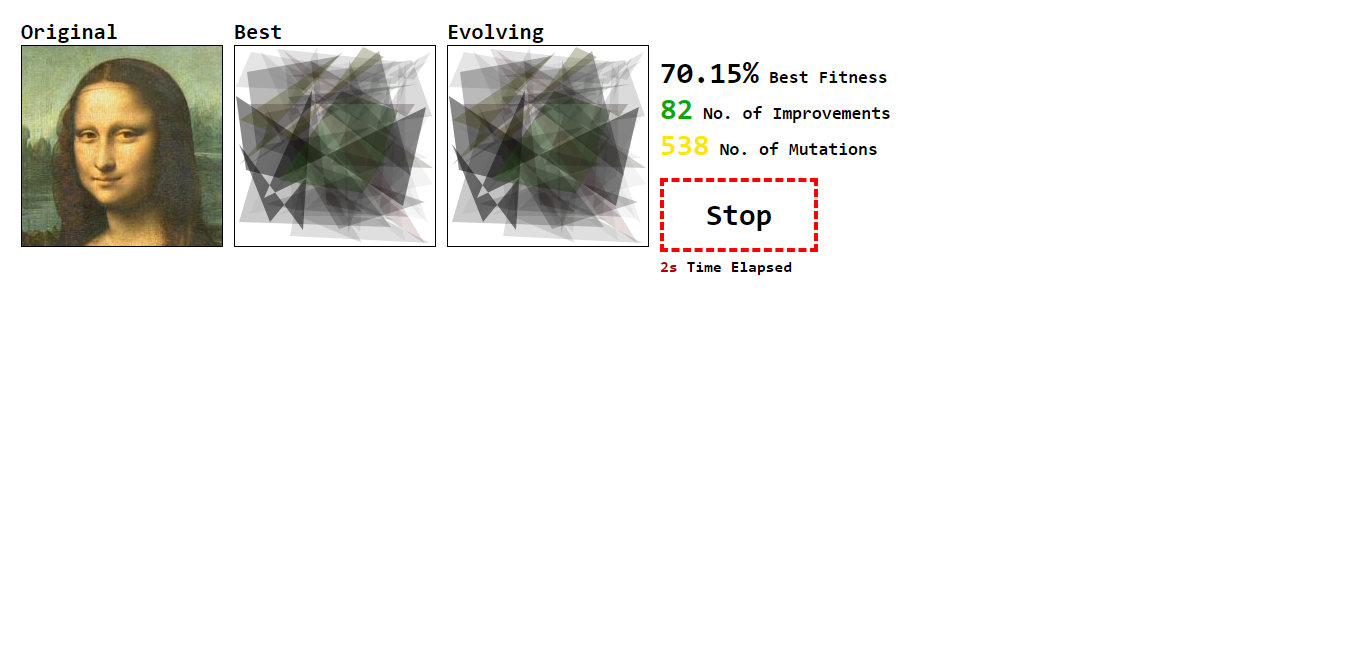 Original
Best
Evolving
70.15% Best Fitness
82 No. of Improvements
538 No. of Mutations
Stop
2s Time Elapsed